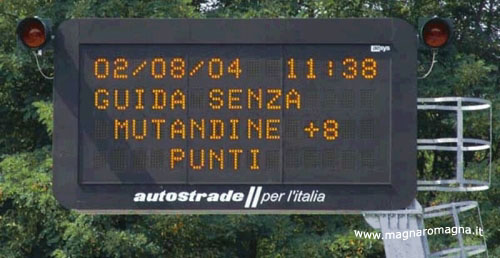 02/08/04 11:38
GUIDA SENZA
MUTANDINE +8
PUNTI
autostrade // per l'italia
www.magnaromagna.it